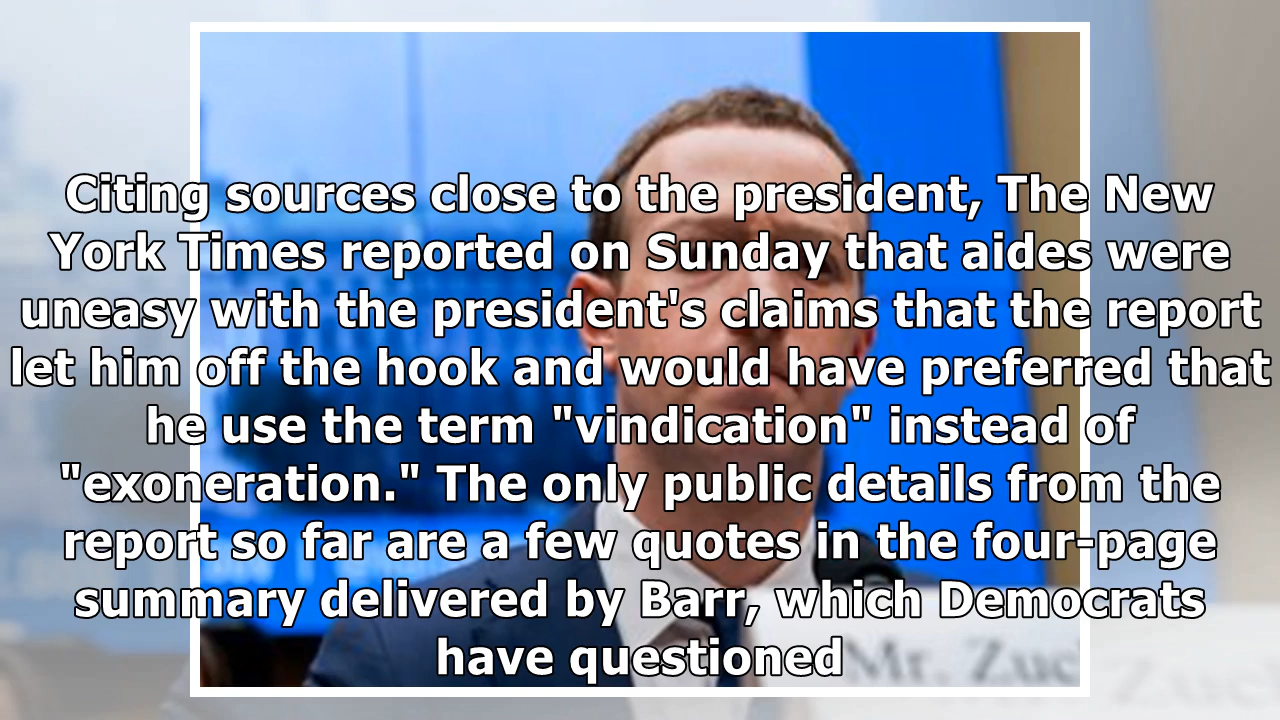 Citing sources close to the president, The New
York Times reported on Sunday that aides were
uneasy with the president's claims that the report
let him off the hook and would have preferred that
he use the term "vindication" instead of
"exoneration." The only public details from the
report so far are a few quotes in the four-page
summary delivered by Barr, which Democrats
have questioned
Mr.